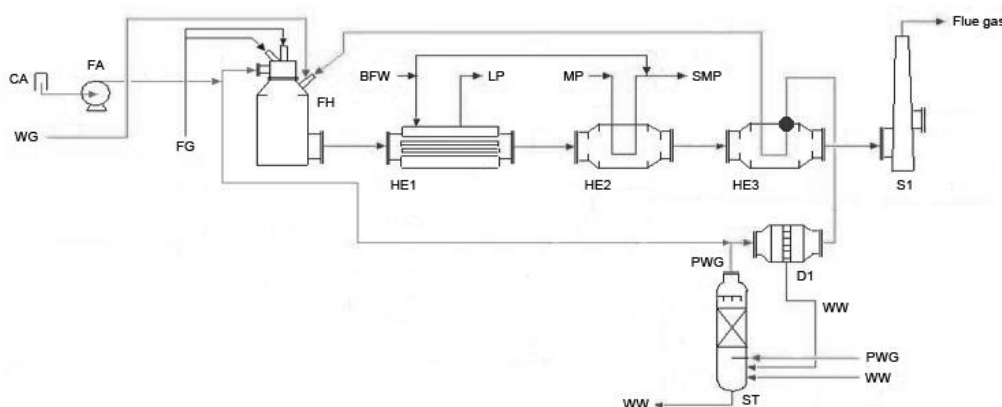 Flue gas
CA
FA
WG
FG
FH
BFW
LP
MP
SMP
HE1
HE2
HE3
S1
PWG
D1
WW
PWG
WW
WW
ST